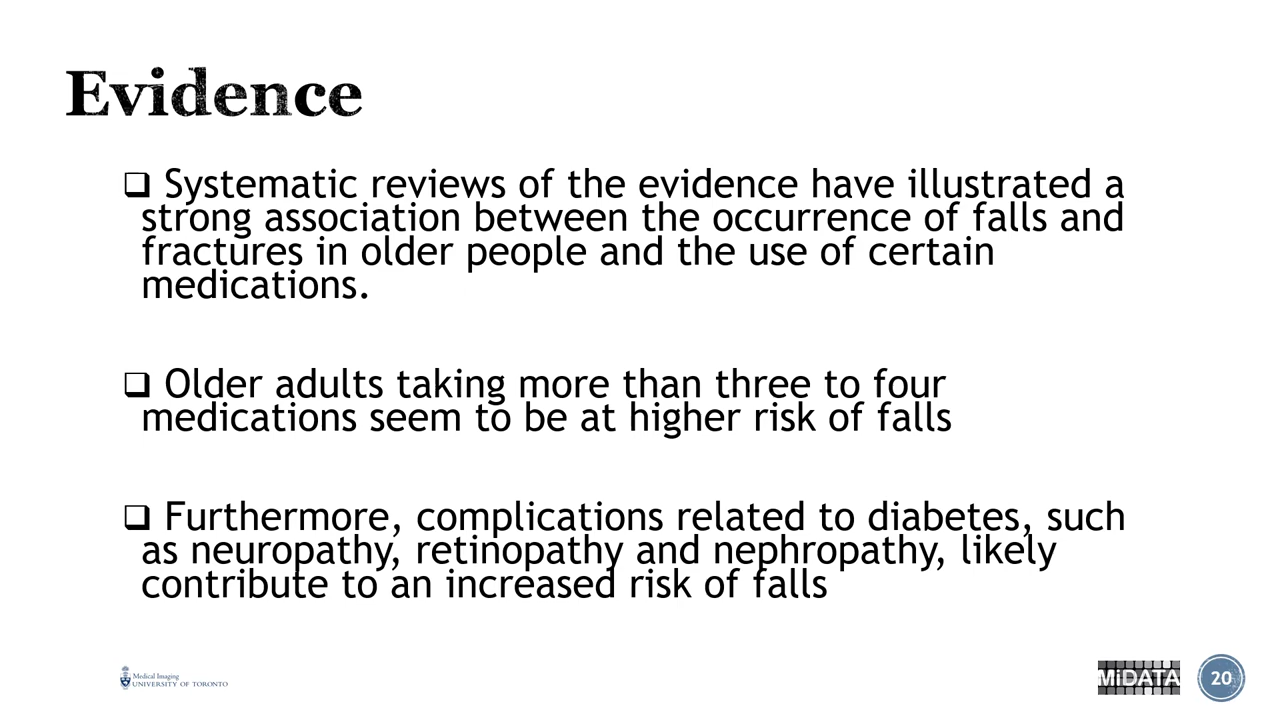 Evidence
❑ Systematic reviews of the evidence have illustrated a
strong association between the occurrence of falls and
fractures in older people and the use of certain
medications.
❑ Older adults taking more than three to four
medications seem to be at higher risk of falls
❑ Furthermore, complications related to diabetes, such
as neuropathy, retinopathy and nephropathy, likely
contribute to an increased risk of falls
Medical Imaging
UNIVERSITY OF TORONTO
MiDATA
20